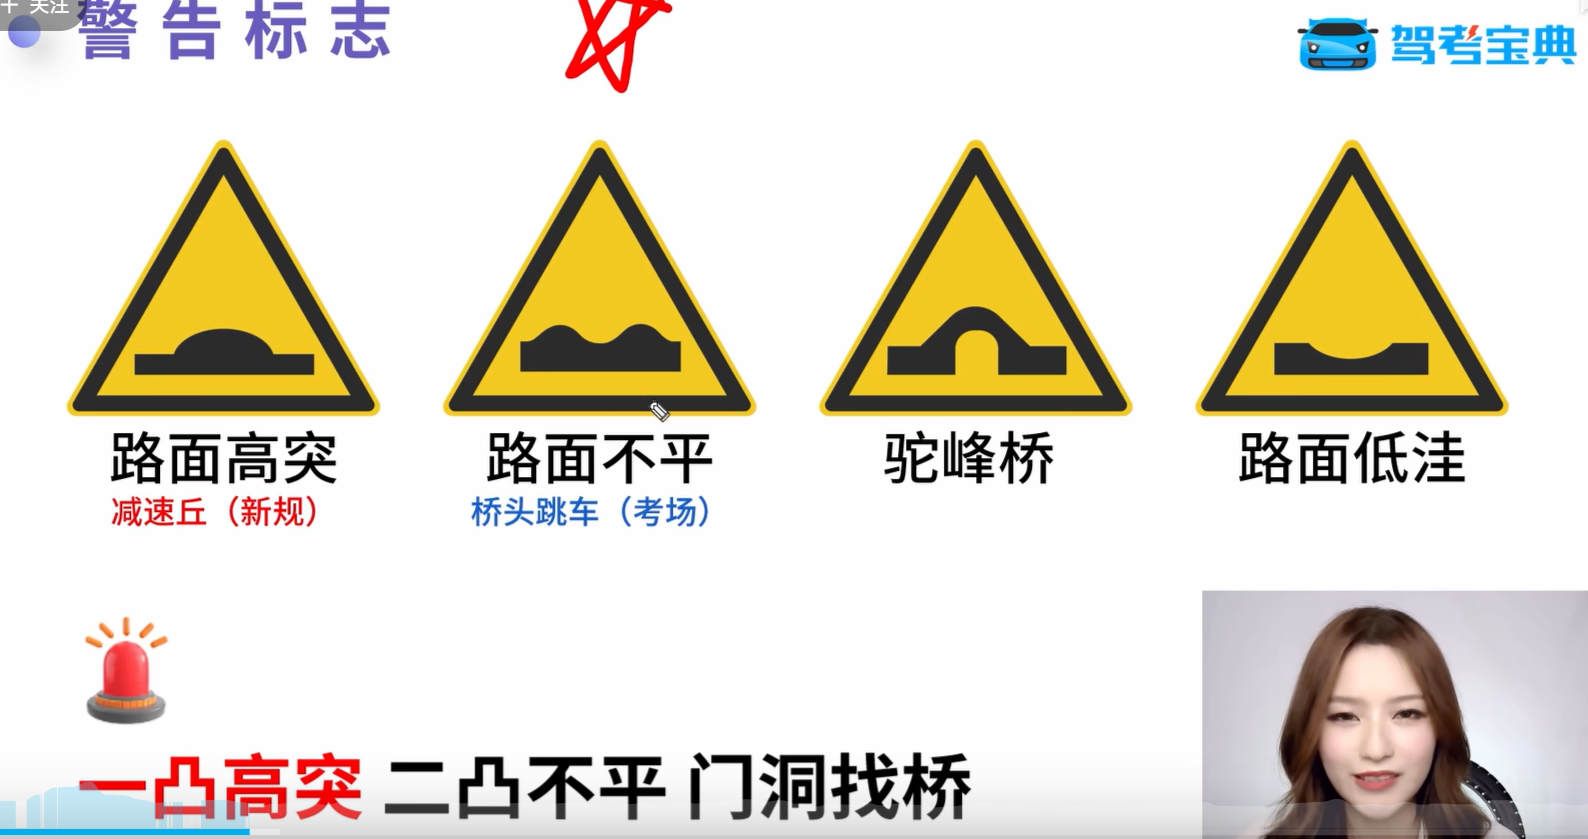 + 关注
警告标志
驾考宝典
路面高突
减速丘（新规）
路面不平
桥头跳车（考场）
驼峰桥
路面低洼
一凸高突 二凸不平 门洞找桥